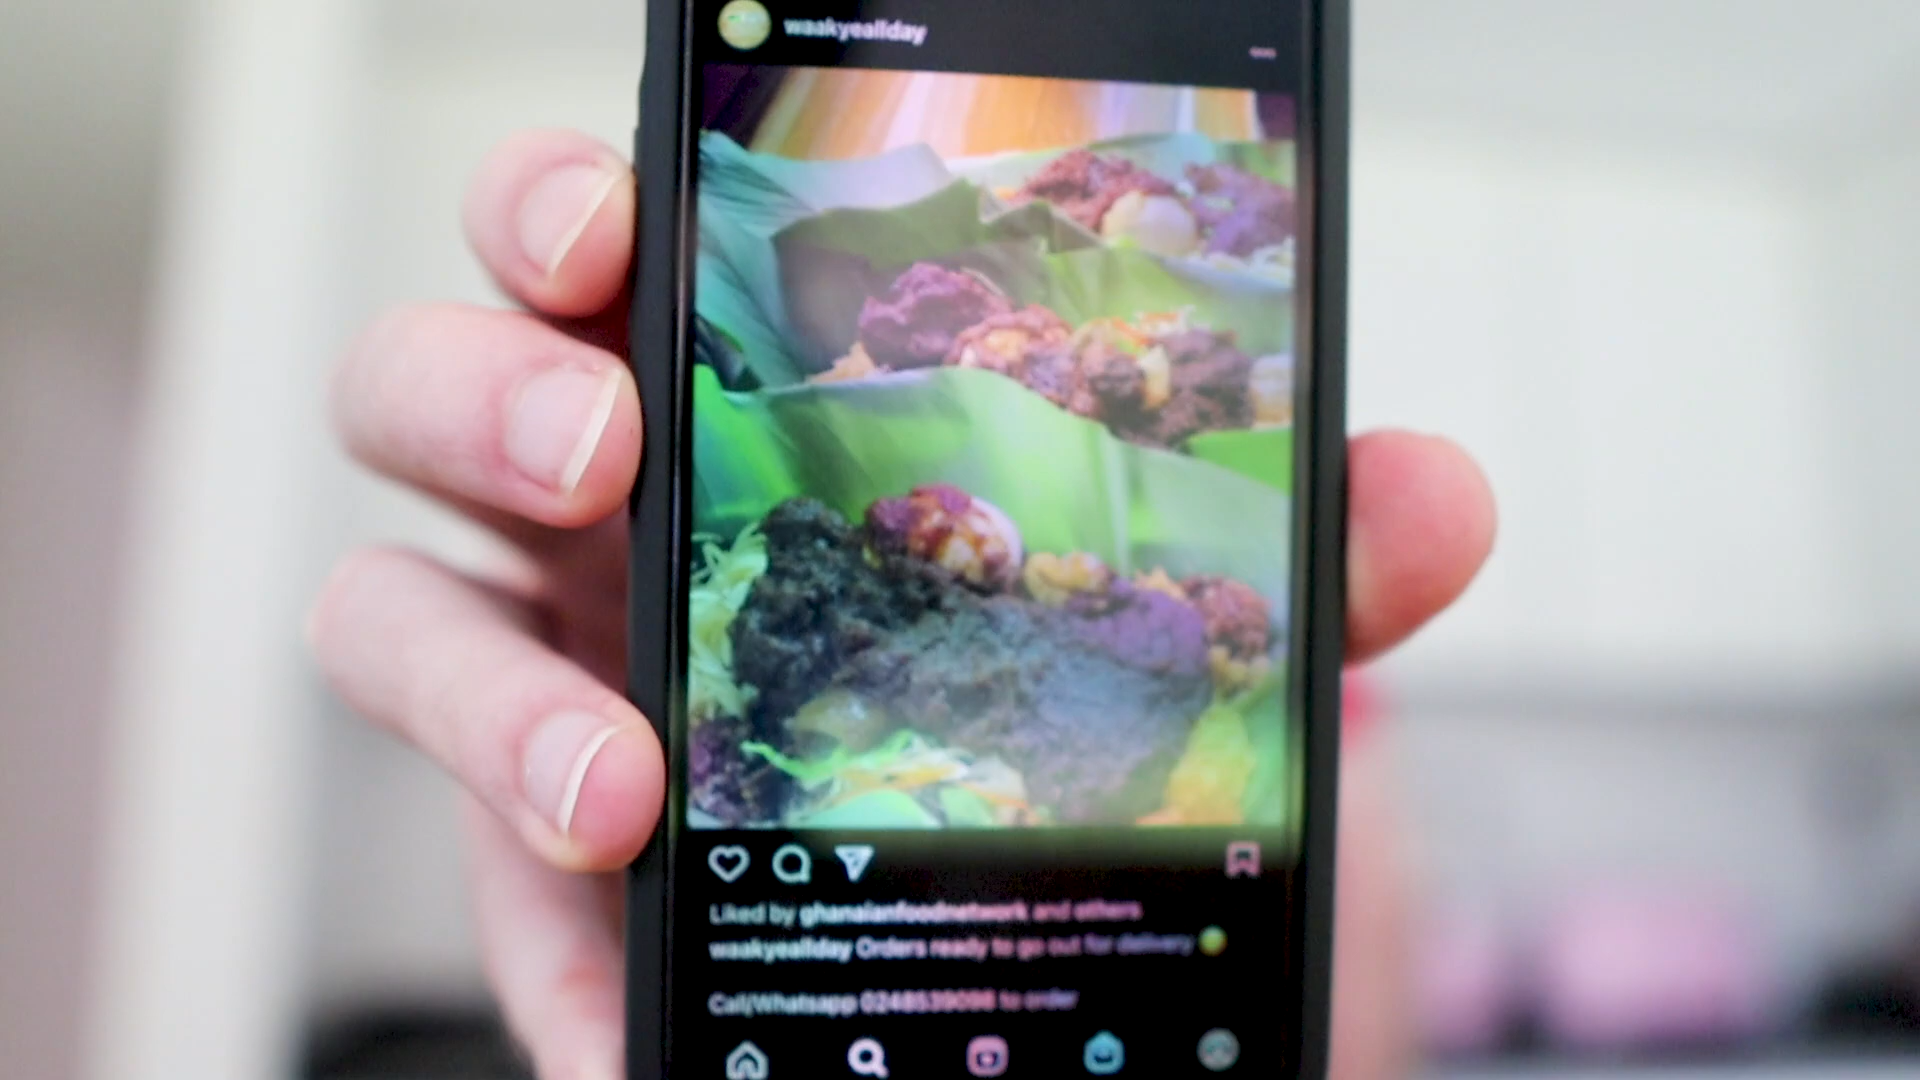 waakyeallday
Liked by ghanaianfoodnetwork and others
waakyeallday Orders ready to go out for delivery
Call/Whatsapp 0248539098 to order